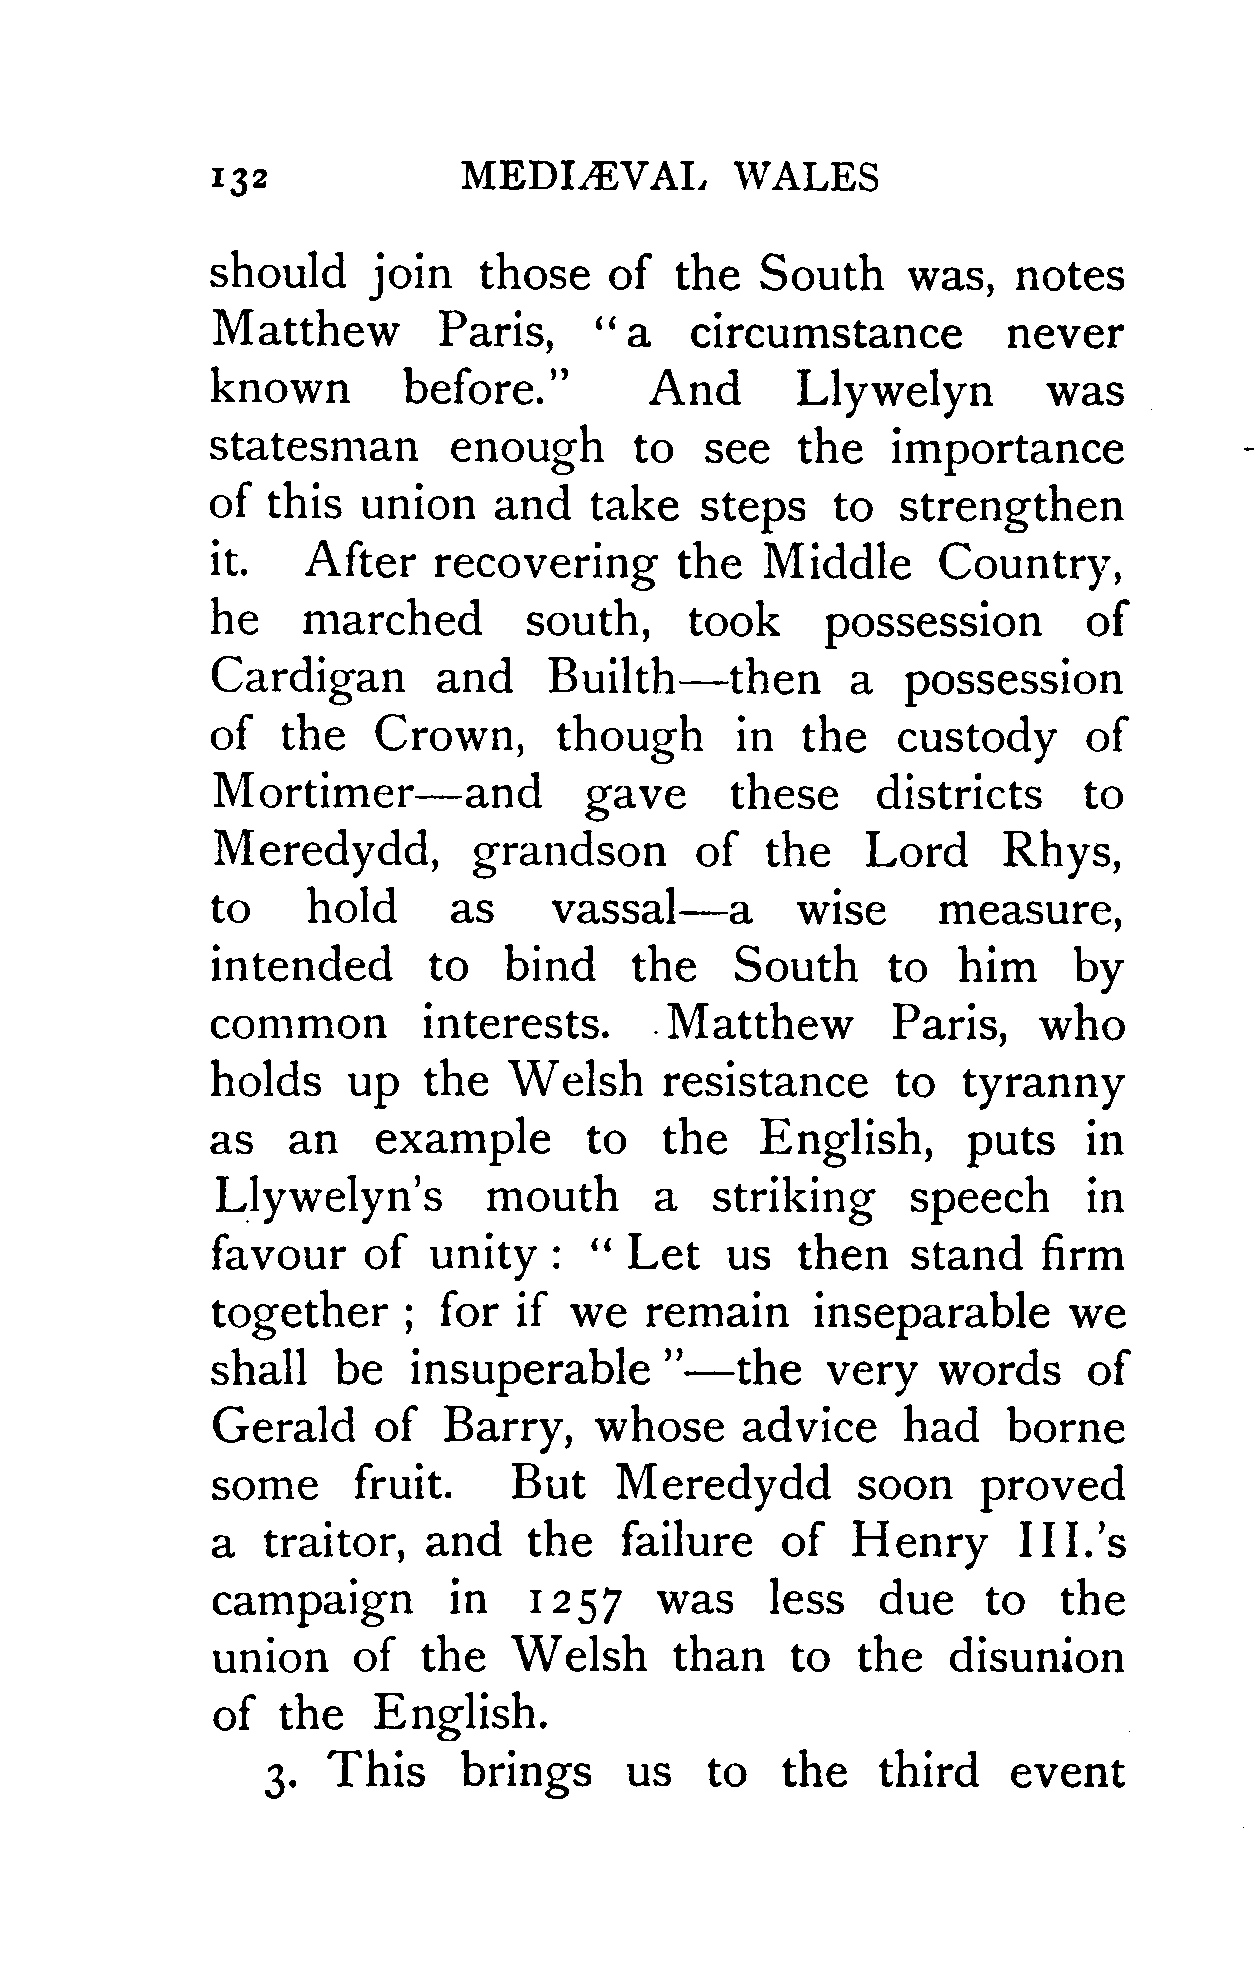 132 MEDIÆVAL WALES
should join those of the South was, notes
Matthew Paris, "a circumstance never
known before." And Llywelyn was
statesman enough to see the importance
of this union and take steps to strengthen
it. After recovering the Middle Country,
he marched south, took possession of
Cardigan and Builth—then a possession
of the Crown, though in the custody of
Mortimer—and gave these districts to
Meredydd, grandson of the Lord Rhys,
to hold as vassal—a wise measure,
intended to bind the South to him by
common interests. Matthew Paris, who
holds up the Welsh resistance to tyranny
as an example to the English, puts in
Llywelyn's mouth a striking speech in
favour of unity : " Let us then stand firm
together ; for if we remain inseparable we
shall be insuperable "—the very words of
Gerald of Barry, whose advice had borne
some fruit. But Meredydd soon proved
a traitor, and the failure of Henry III.'s
campaign in 1257 was less due to the
union of the Welsh than to the disunion
of the English.
3. This brings us to the third event